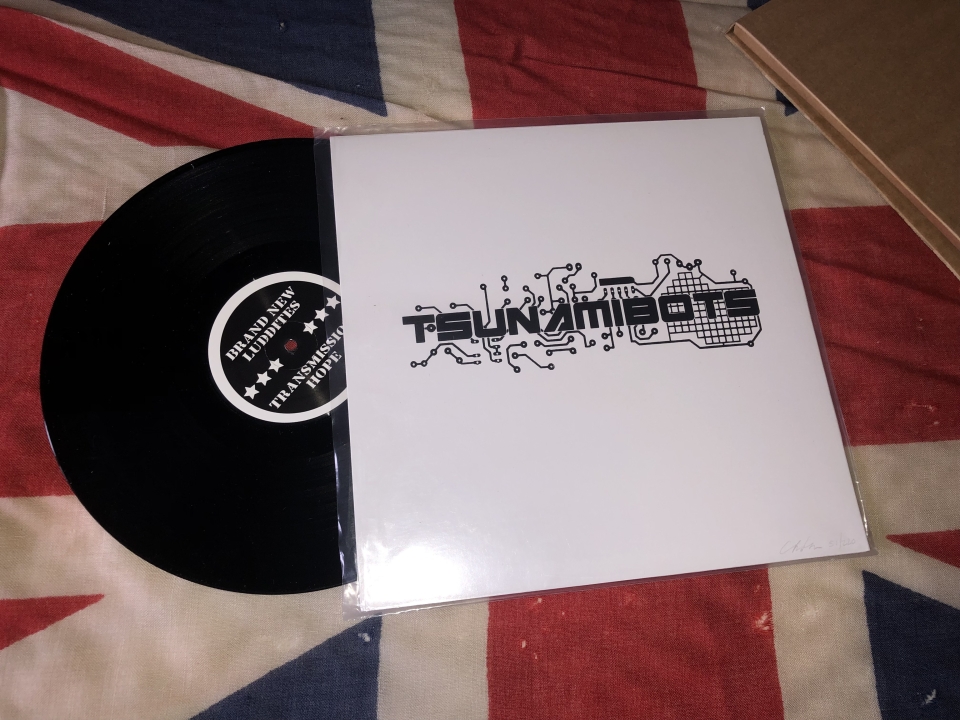 BRAND NEW
LUDDITES
TRANSMISSION
HOPE
TSUNAMIBOTS